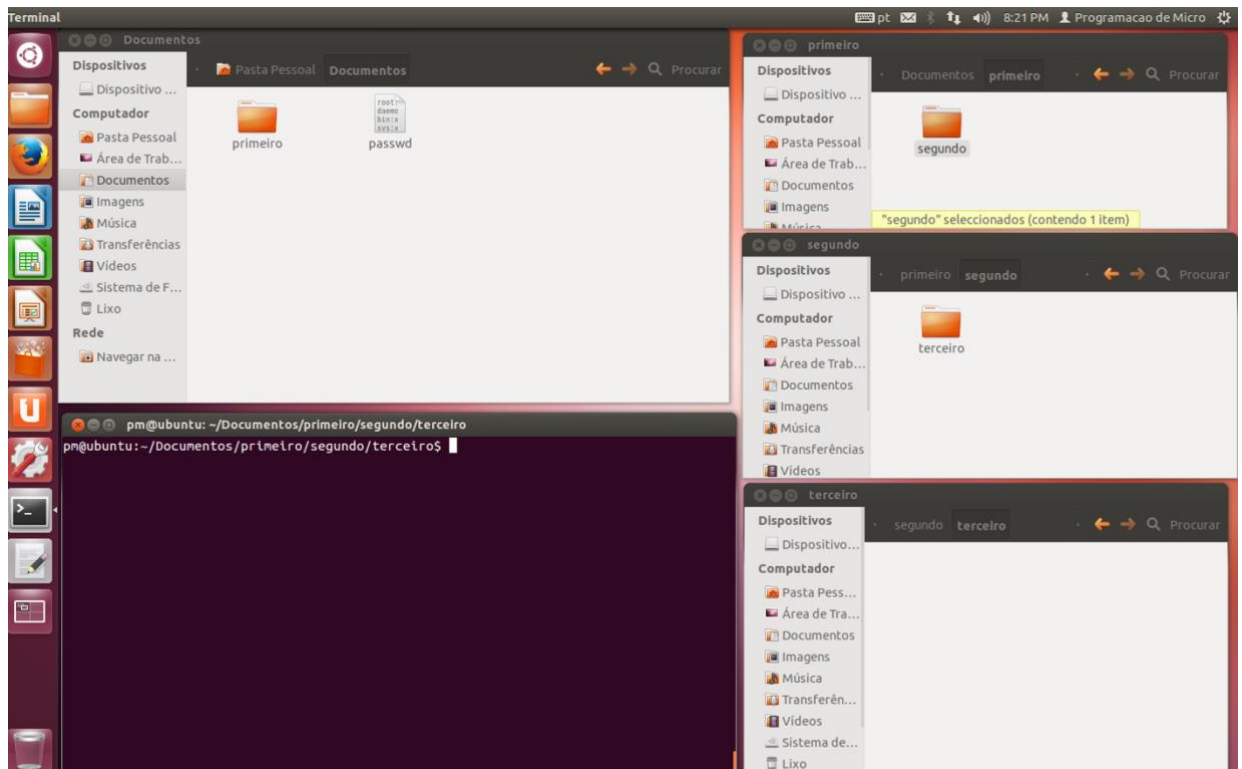 Terminal
pt
8:21 PM
Programacao de Micro
Documentos
Dispositivos
Pasta Pessoal
Documentos
Procurar
Dispositivo ...
Computador
Pasta Pessoal
Área de Trab...
Documentos
Imagens
Música
Transferências
Vídeos
Sistema de F...
Lixo
Rede
Navegar na ...
primeiro
root:
daemo
bin:x
sys:x
passwd
primeiro
Dispositivos
Documentos
primeiro
Procurar
Dispositivo ...
Computador
Pasta Pessoal
Área de Trab...
Documentos
Imagens
Música
segundo
"segundo" seleccionados (contendo 1 item)
segundo
Dispositivos
primeiro
segundo
Procurar
Dispositivo ...
Computador
Pasta Pessoal
Área de Trab...
Documentos
Imagens
Música
Transferências
Vídeos
terceiro
pm@ubuntu: ~/Documentos/primeiro/segundo/terceiro
pm@ubuntu:~/Documentos/primeiro/segundo/terceiro$
terceiro
Dispositivos
segundo
terceiro
Procurar
Dispositivo...
Computador
Pasta Pess...
Área de Tra...
Documentos
Imagens
Música
Transferên...
Vídeos
Sistema de...
Lixo